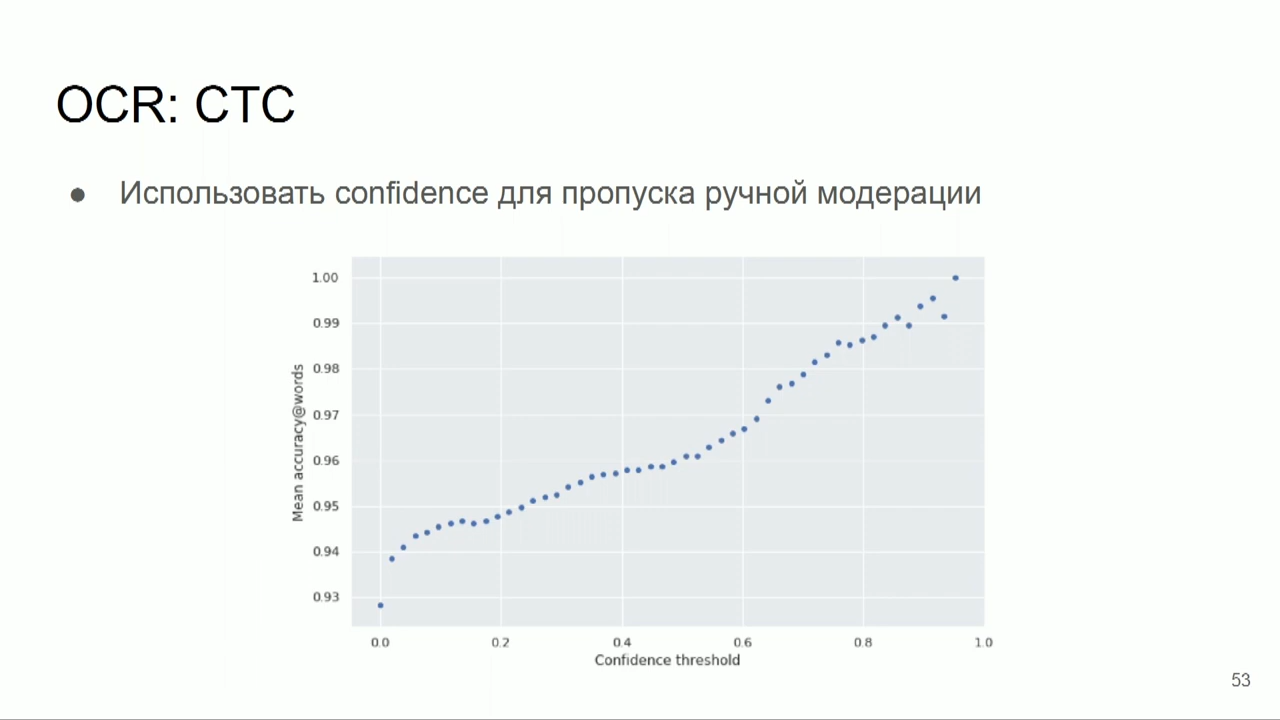 OCR: CTC
● Использовать confidence для пропуска ручной модерации
1.00
0.99
0.98
0.97
0.96
0.95
0.94
0.93
Mean accuracy@words
0.0 0.2 0.4 0.6 0.8 1.0
Confidence threshold
53